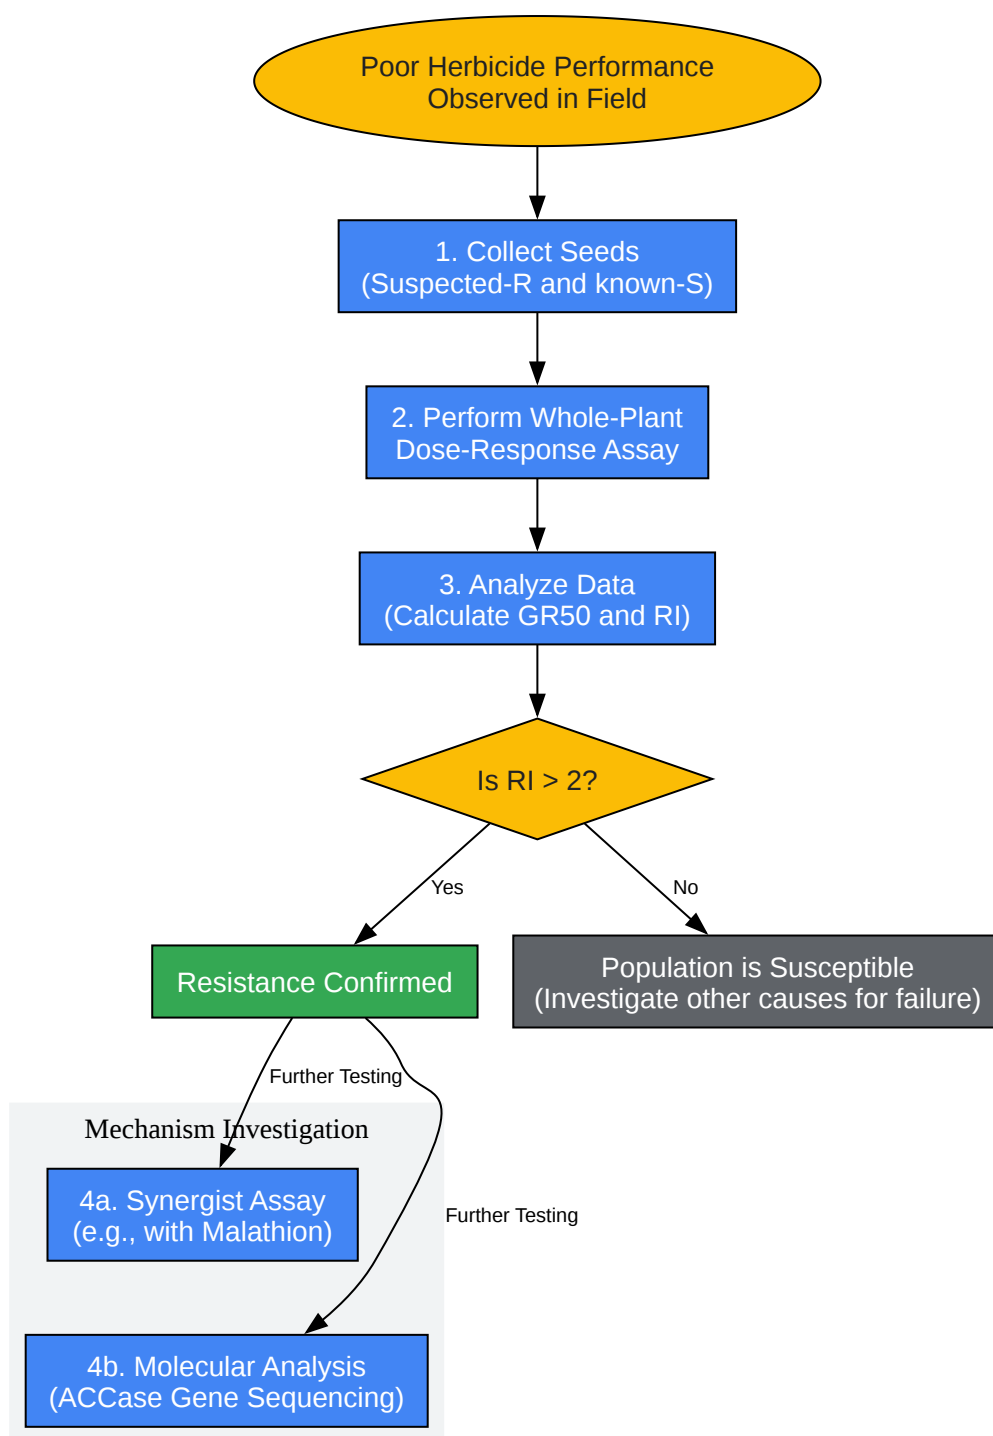 Poor Herbicide Performance
Observed in Field
1. Collect Seeds
(Suspected-R and known-S)
2. Perform Whole-Plant
Dose-Response Assay
3. Analyze Data
(Calculate GR50 and RI)
Is RI > 2?
Yes
No
Resistance Confirmed
Population is Susceptible
(Investigate other causes for failure)
Further Testing
Mechanism Investigation
4a. Synergist Assay
(e.g., with Malathion)
Further Testing
4b. Molecular Analysis
(ACCase Gene Sequencing)